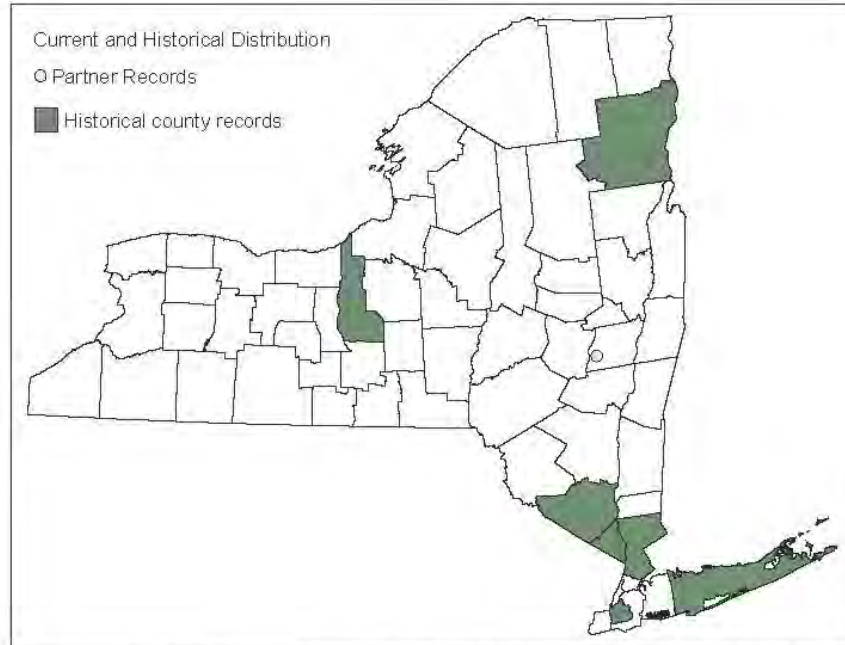 Current and Historical Distribution
Partner Records
Historical county records